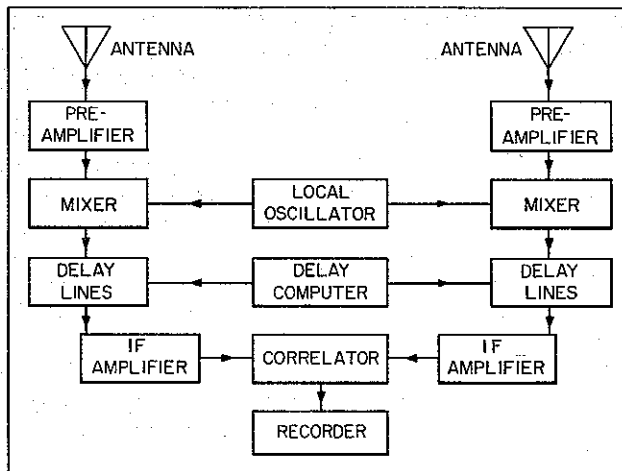 ANTENNA
ANTENNA
PRE-
AMPLIFIER
PRE-
AMPLIFIER
MIXER
LOCAL
OSCILLATOR
MIXER
DELAY
LINES
DELAY
COMPUTER
DELAY
LINES
IF
AMPLIFIER
CORRELATOR
IF
AMPLIFIER
RECORDER